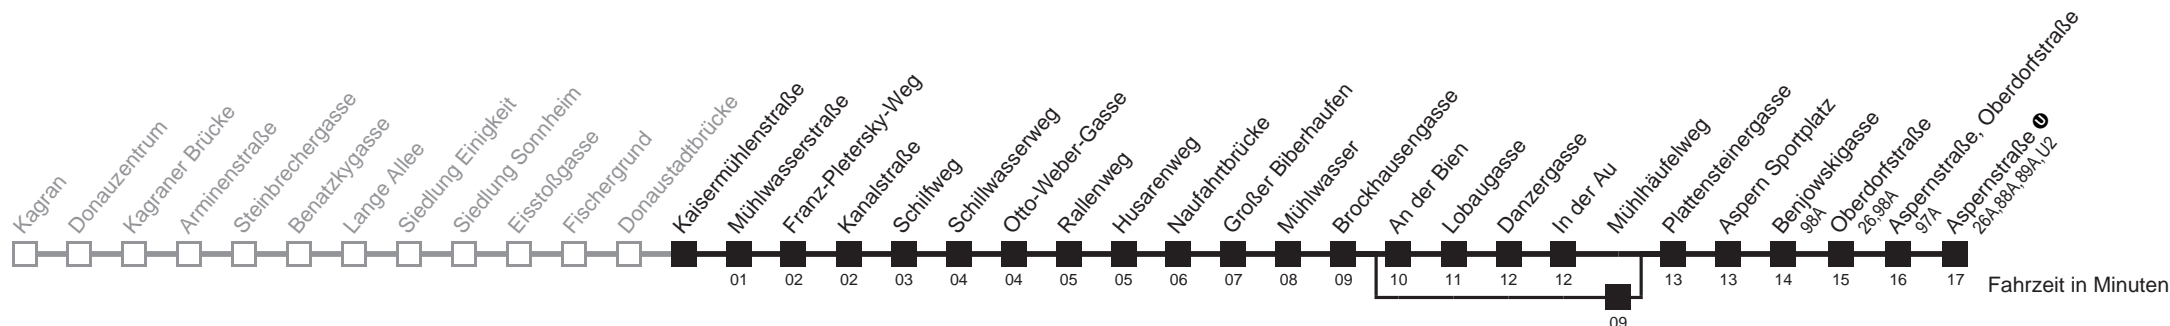 Kagran
Donauzentrum
Kagraner Brücke
Arminenstraße
Steinbrechergasse
Benatzkygasse
Lange Allee
Siedlung Einigkeit
Siedlung Sonnheim
Eisstoßgasse
Fischergrund
Donaustadtbrücke
Kaisermühlenstraße
Mühlwasserstraße
Franz-Pletersky-Weg
Kanalstraße
Schilfweg
Schillwasserweg
Otto-Weber-Gasse
Rallenweg
Husarenweg
Naufahrtbrücke
Großer Biberhaufen
Mühlwasser
Brockhausengasse
An der Bien
Lobaugasse
Danzergasse
In der Au
Mühlhäufelweg
Plattensteinergasse
Aspern Sportplatz
Benjowskigasse
98A
Oberdorfstraße
26,98A
Aspernstraße, Oberdorfstraße
97A
Aspernstraße U
26A,88A,89A,U2
01 02 02 03 04 04 05 05 06 07 08 09 10 11 12 12 13 13 14 15 16 17
Fahrzeit in Minuten
09